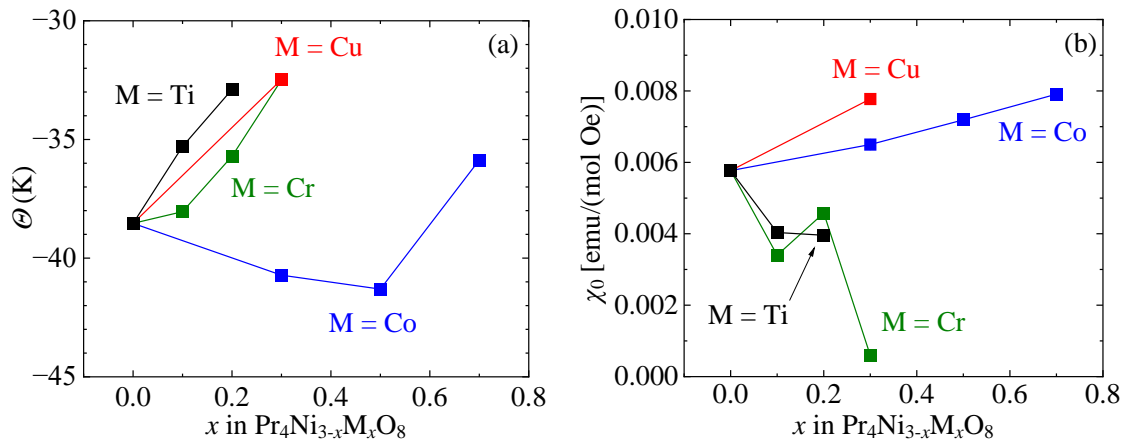 −30
−35
−40
−45
Θ (K)
(a)
M = Cu
M = Ti
M = Cr
M = Co
0.0 0.2 0.4 0.6 0.8
x in Pr₄Ni₃₋ₓMₓO₈
0.010
0.008
0.006
0.004
0.002
0.000
χ₀ [emu/(mol Oe)]
(b)
M = Cu
M = Co
M = Ti
M = Cr
0.0 0.2 0.4 0.6 0.8
x in Pr₄Ni₃₋ₓMₓO₈